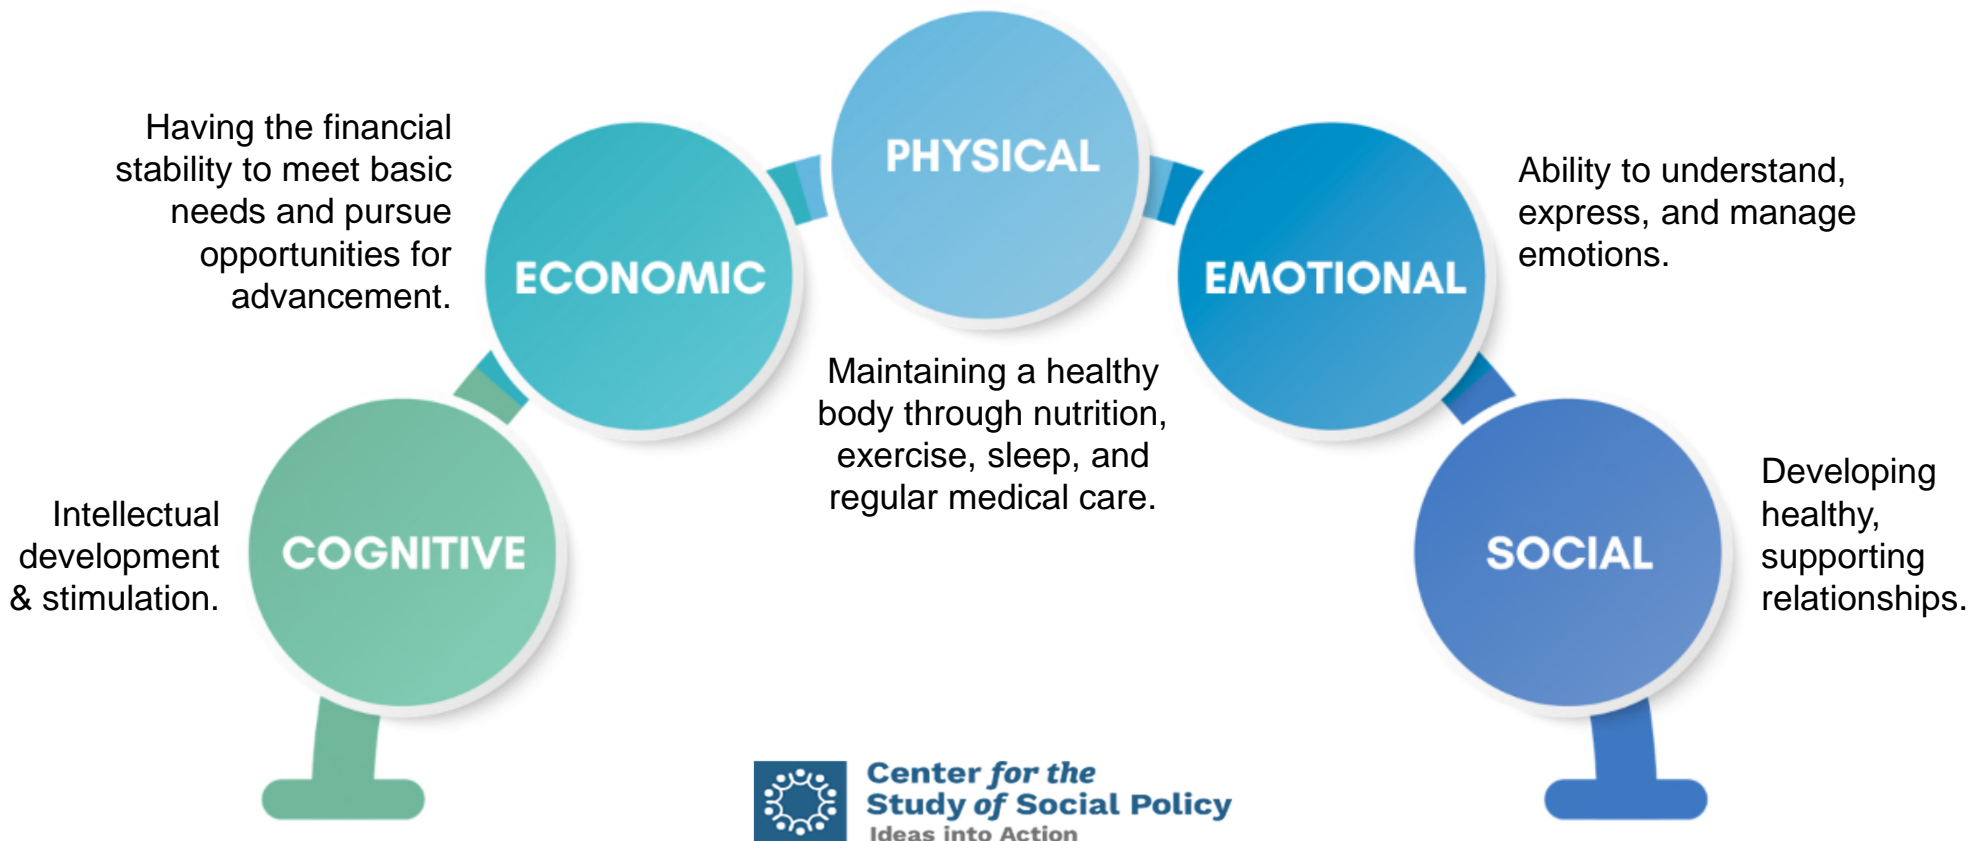 Having the financial
stability to meet basic
needs and pursue
opportunities for
advancement.
ECONOMIC
PHYSICAL
Maintaining a healthy
body through nutrition,
exercise, sleep, and
regular medical care.
EMOTIONAL
Ability to understand,
express, and manage
emotions.
Intellectual
development
& stimulation.
COGNITIVE
SOCIAL
Developing
healthy,
supporting
relationships.
Center for the
Study of Social Policy
Ideas into Action